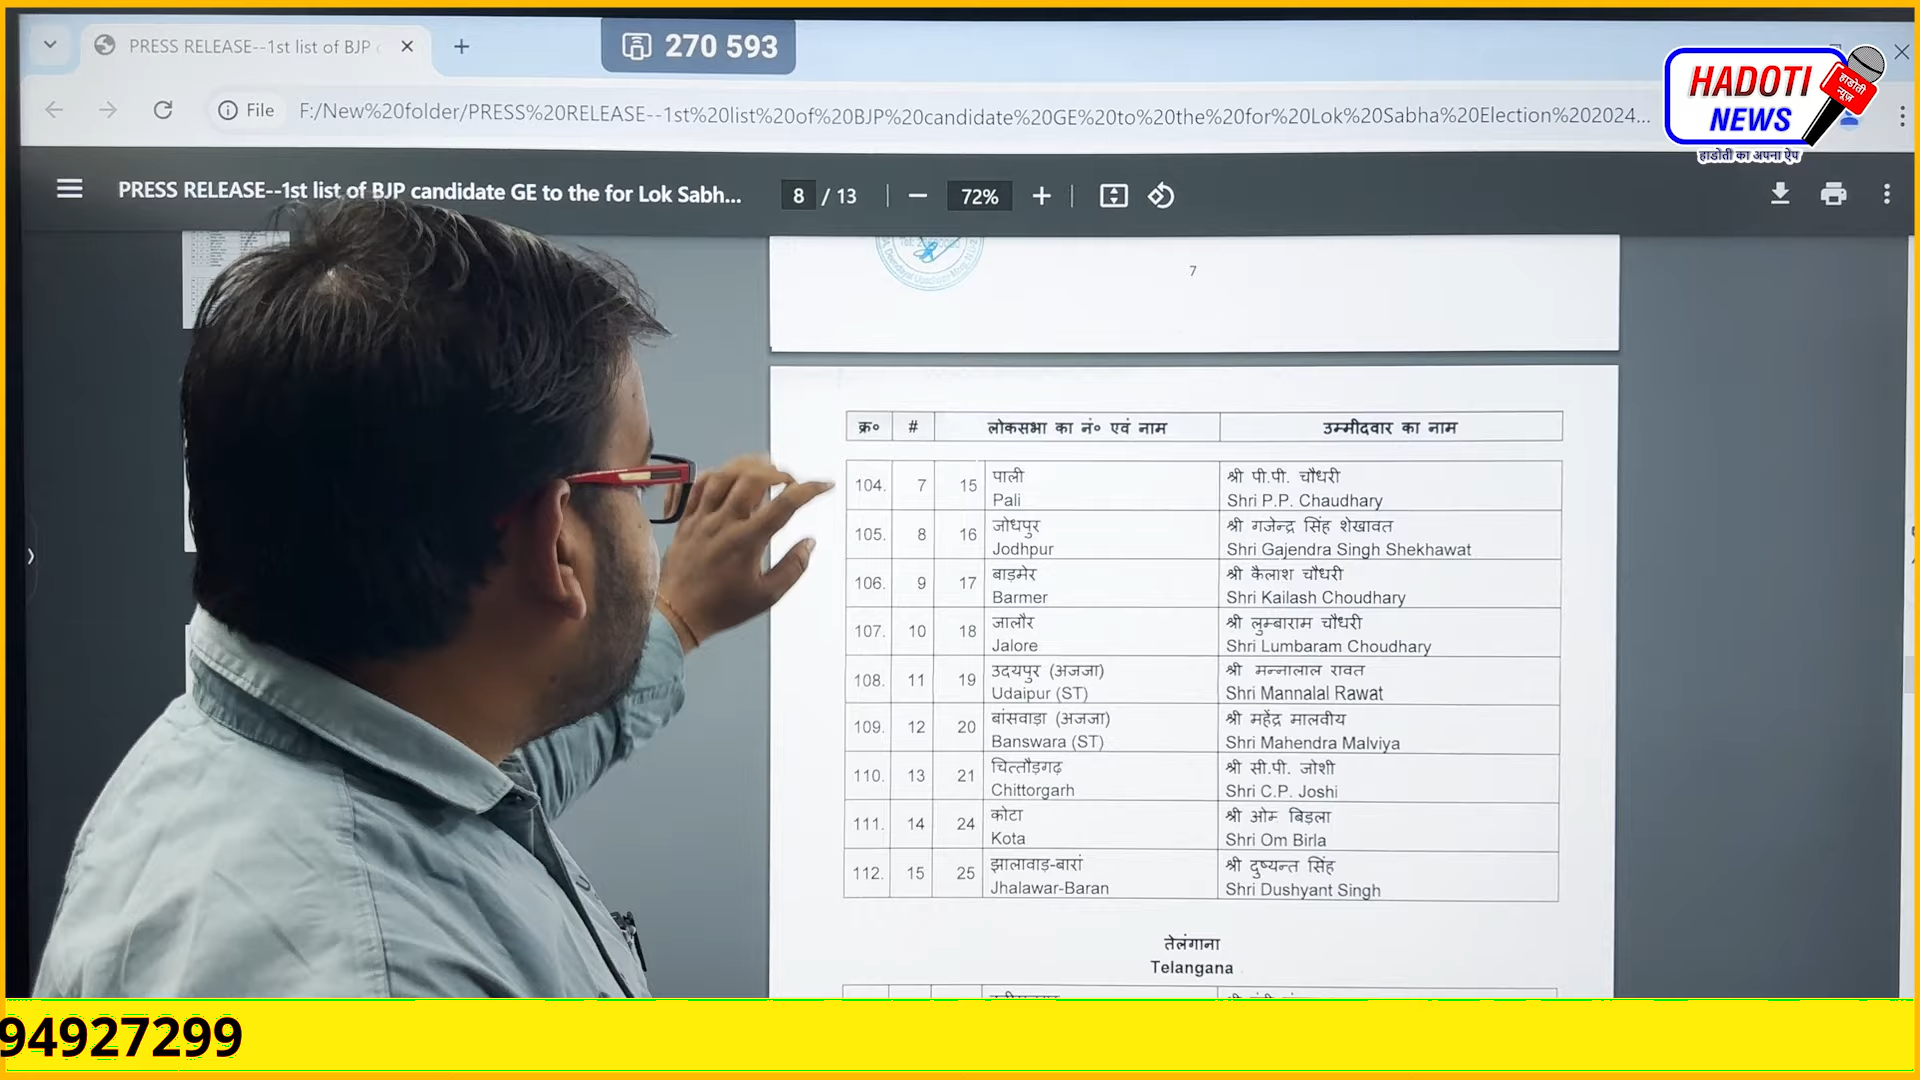 PRESS RELEASE--1st list of BJP
270 593
File
F:/New%20folder/PRESS%20RELEASE--1st%20list%20of%20BJP%20candidate%20GE%20to%20the%20for%20Lok%20Sabha%20Election%202024...
HADOTI
NEWS
हाडोती
न्यूज़
हाडोती का अपना ऐप
PRESS RELEASE--1st list of BJP candidate GE to the for Lok Sabh...
8 / 13
72%
7
क्र० # लोकसभा का नं० एवं नाम उम्मीदवार का नाम
104. 7 15 पाली श्री पी.पी. चौधरी
Pali Shri P.P. Chaudhary
105. 8 16 जोधपुर श्री गजेन्द्र सिंह शेखावत
Jodhpur Shri Gajendra Singh Shekhawat
106. 9 17 बाड़मेर श्री कैलाश चौधरी
Barmer Shri Kailash Choudhary
107. 10 18 जालौर श्री लुम्बाराम चौधरी
Jalore Shri Lumbaram Choudhary
108. 11 19 उदयपुर (अजजा) श्री मन्नालाल रावत
Udaipur (ST) Shri Mannalal Rawat
109. 12 20 बांसवाड़ा (अजजा) श्री महेंद्र मालवीय
Banswara (ST) Shri Mahendra Malviya
110. 13 21 चित्तौड़गढ़ श्री सी.पी. जोशी
Chittorgarh Shri C.P. Joshi
111. 14 24 कोटा श्री ओम बिड़ला
Kota Shri Om Birla
112. 15 25 झालावाड़-बारां श्री दुष्यन्त सिंह
Jhalawar-Baran Shri Dushyant Singh
तेलंगाना
Telangana
94927299